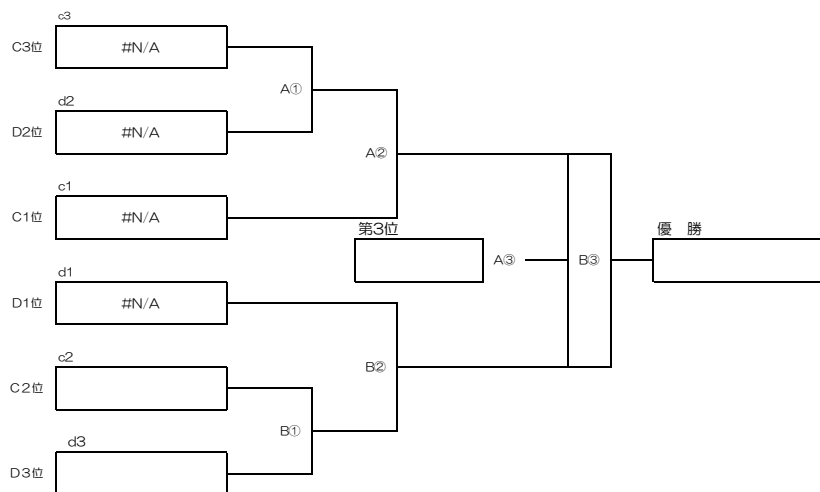 c3
C3位 #N/A
A①
d2
D2位 #N/A
A②
c1
C1位 #N/A
第3位
優 勝
A③
B③
d1
D1位 #N/A
c2
B②
C2位
B①
d3
D3位